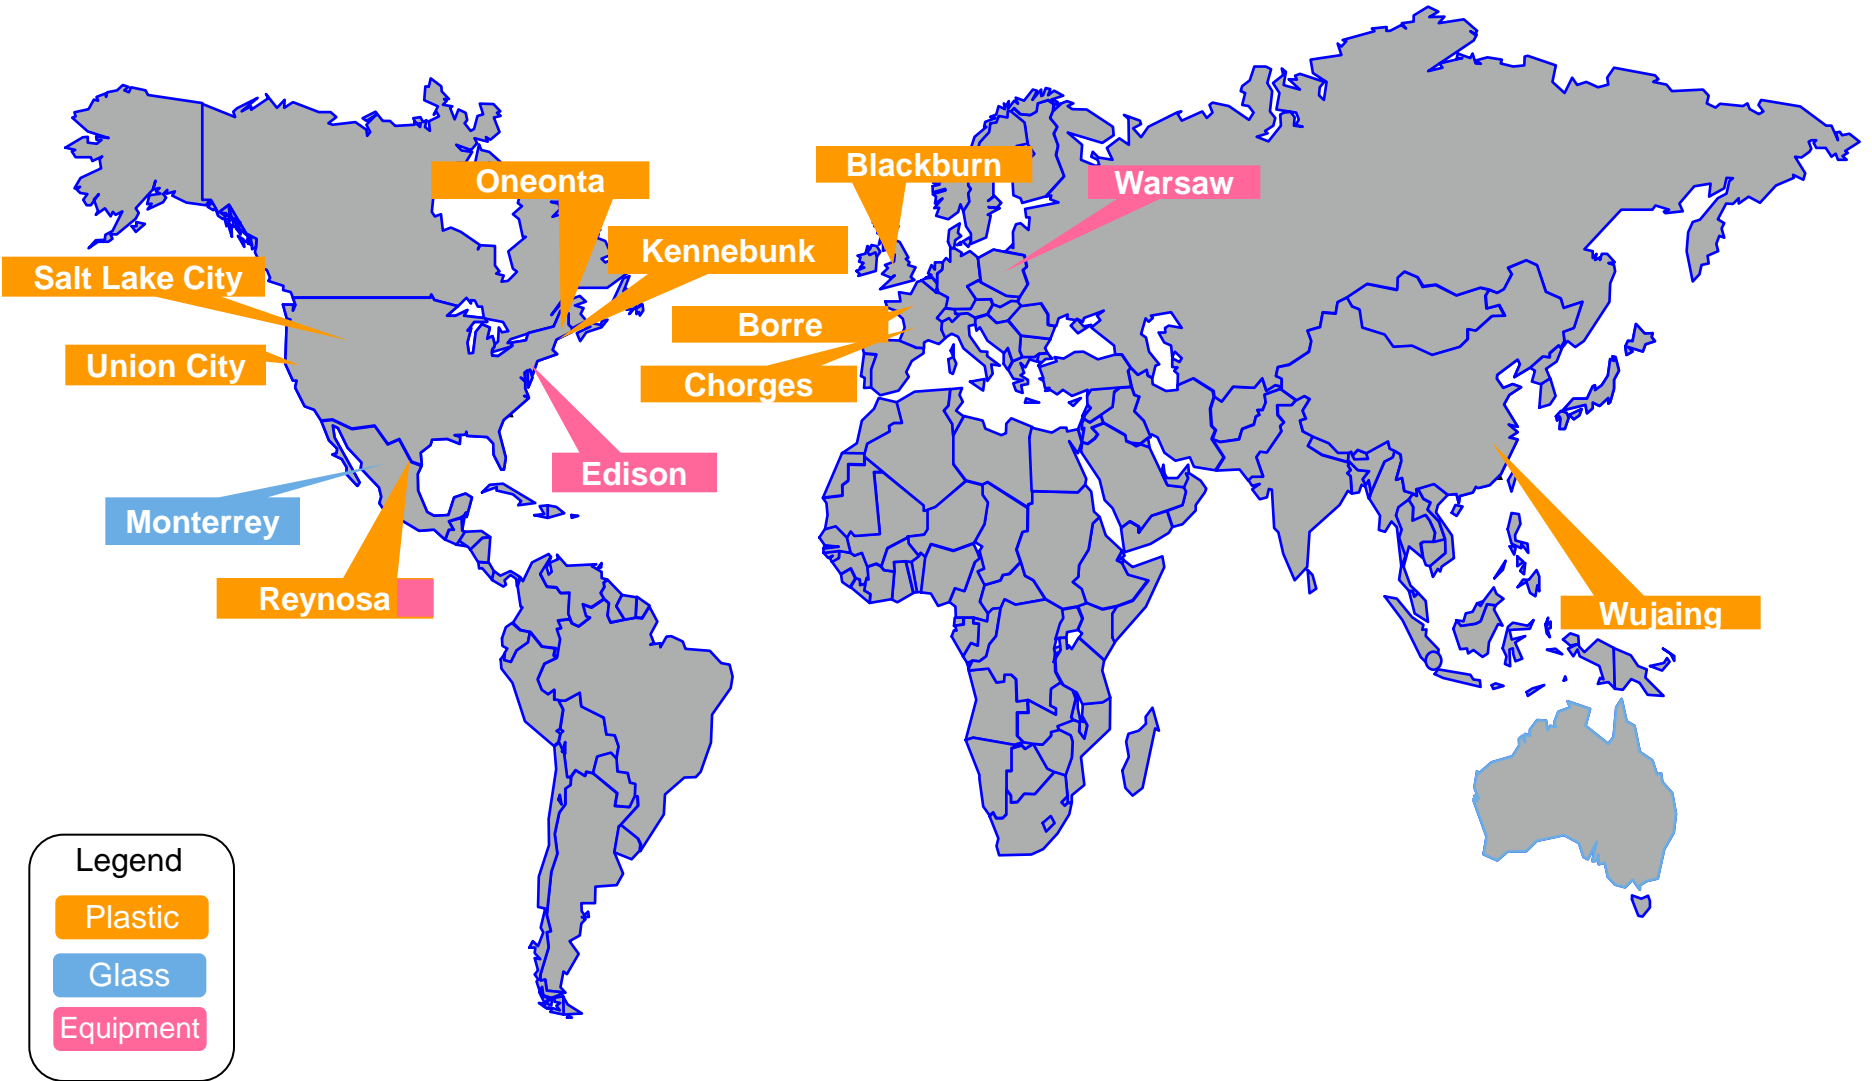 Blackburn
Oneonta
Warsaw
Kennebunk
Salt Lake City
Borre
Union City
Chorges
Edison
Monterrey
Reynosa
Wujaing
Legend
Plastic
Glass
Equipment